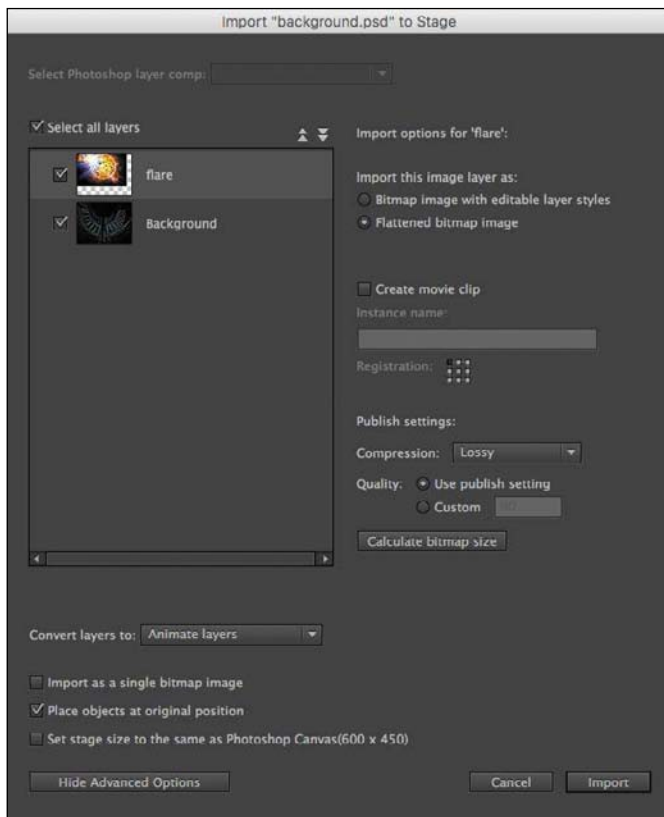 Import "background.psd" to Stage
Select Photoshop layer comp:
Select all layers
flare
Background
Import options for 'flare':
Import this image layer as:
Bitmap image with editable layer styles
Flattened bitmap image
Create movie clip
Instance name:
Registration:
Publish settings:
Compression: Lossy
Quality: Use publish setting
Custom
Calculate bitmap size
Convert layers to: Animate layers
Import as a single bitmap image
Place objects at original position
Set stage size to the same as Photoshop Canvas(600 x 450)
Hide Advanced Options
Cancel
Import